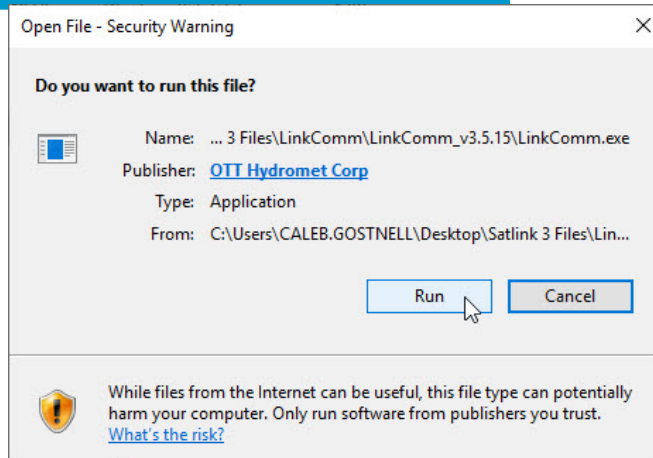 Open File - Security Warning
Do you want to run this file?
Name: ... 3 Files\LinkComm\LinkComm_v3.5.15\LinkComm.exe
Publisher: OTT Hydromet Corp
Type: Application
From: C:\Users\CALEB.GOSTNELL\Desktop\Satlink 3 Files\Lin...
Run Cancel
While files from the Internet can be useful, this file type can potentially
harm your computer. Only run software from publishers you trust.
What's the risk?